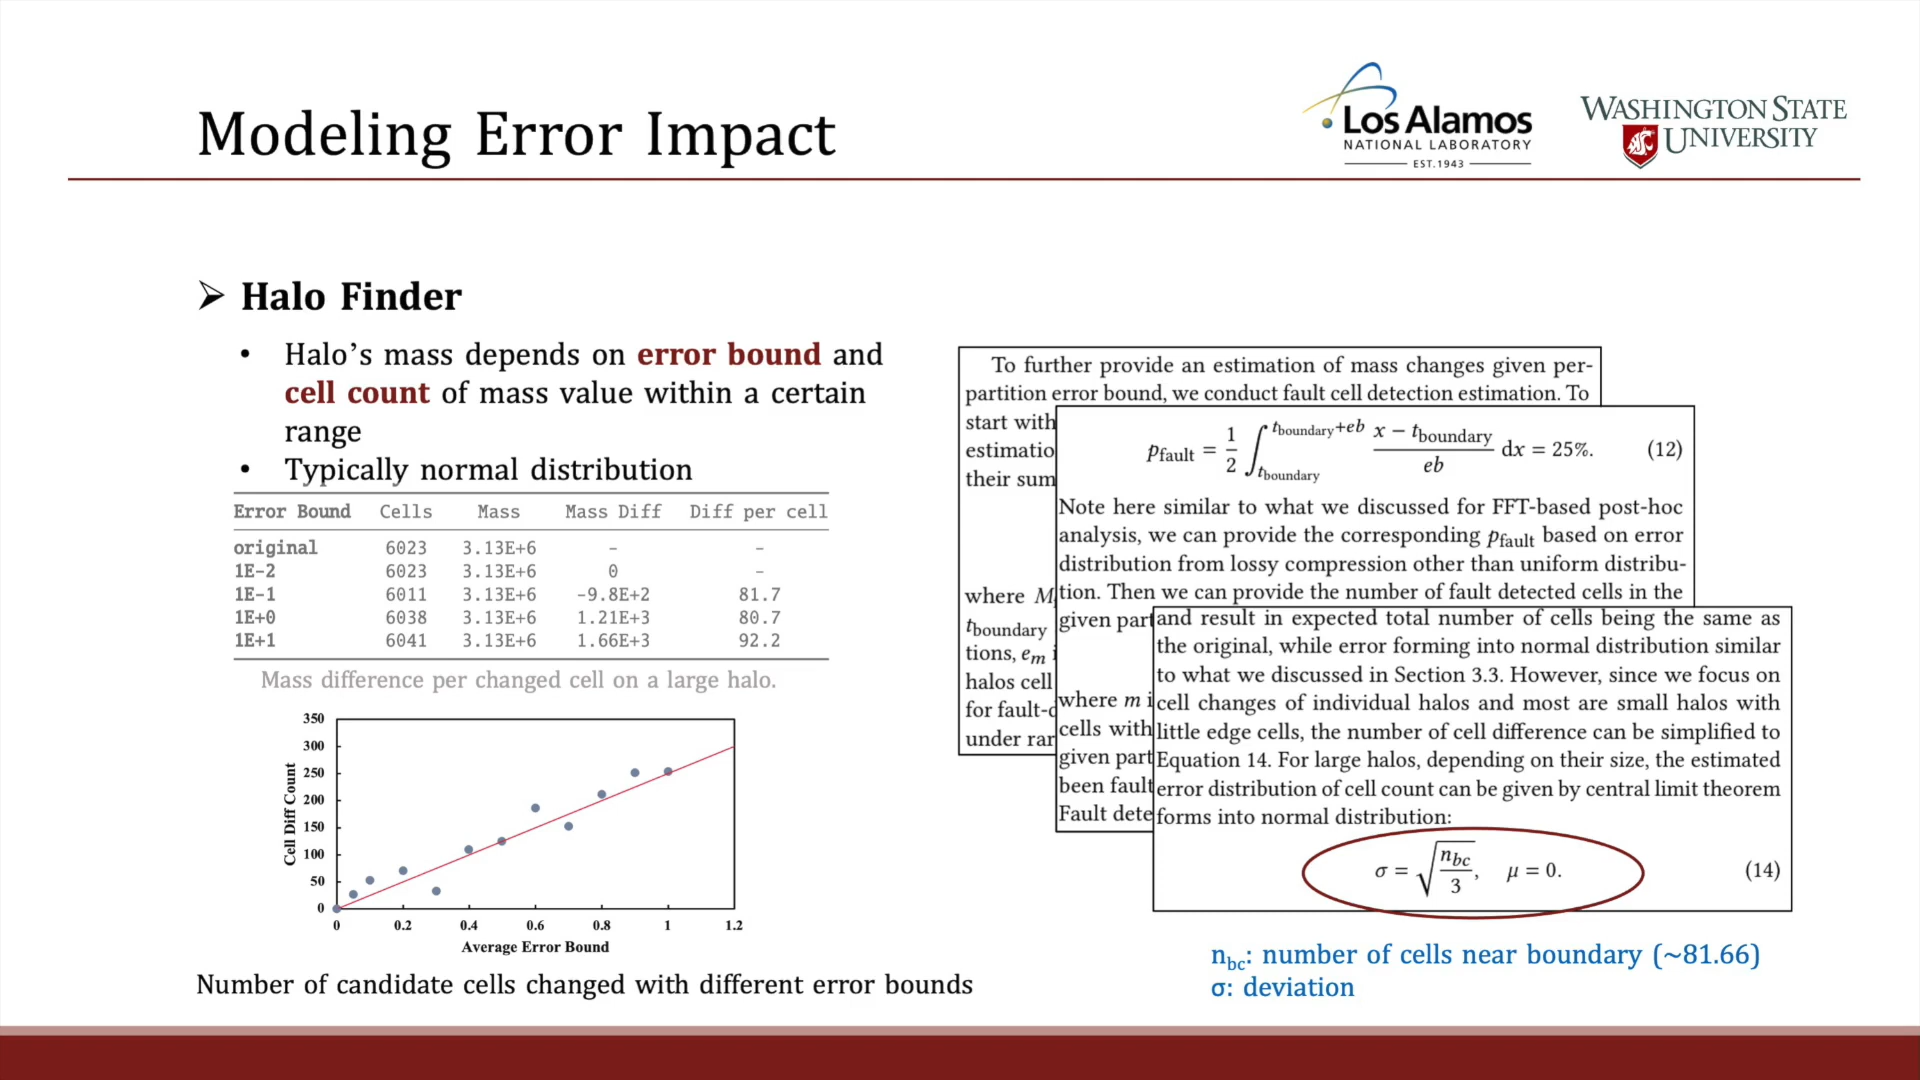 Modeling Error Impact
Los Alamos
NATIONAL LABORATORY
EST.1943
WASHINGTON STATE
UNIVERSITY
➢ Halo Finder
• Halo's mass depends on error bound and
cell count of mass value within a certain
range
• Typically normal distribution
Error Bound Cells Mass Mass Diff Diff per cell
original 6023 3.13E+6 – –
1E-2 6023 3.13E+6 0 –
1E-1 6011 3.13E+6 -9.8E+2 81.7
1E+0 6038 3.13E+6 1.21E+3 80.7
1E+1 6041 3.13E+6 1.66E+3 92.2
Mass difference per changed cell on a large halo.
350
300
250
200
150
100
50
0
Cell Diff Count
0 0.2 0.4 0.6 0.8 1 1.2
Average Error Bound
Number of candidate cells changed with different error bounds
To further provide an estimation of mass changes given per-
partition error bound, we conduct fault cell detection estimation. To
start with
estimatio
their sum
where M
t_boundary
tions, e_m i
halos cell
for fault-c
under rar
p_fault = 1/2 ∫_{t_boundary}^{t_boundary+eb} (x − t_boundary)/eb dx = 25%. (12)
Note here similar to what we discussed for FFT-based post-hoc
analysis, we can provide the corresponding p_fault based on error
distribution from lossy compression other than uniform distribu-
tion. Then we can provide the number of fault detected cells in the
given part
where m i
cells with
given part
been fault
Fault dete
and result in expected total number of cells being the same as
the original, while error forming into normal distribution similar
to what we discussed in Section 3.3. However, since we focus on
cell changes of individual halos and most are small halos with
little edge cells, the number of cell difference can be simplified to
Equation 14. For large halos, depending on their size, the estimated
error distribution of cell count can be given by central limit theorem
forms into normal distribution:
σ = √(n_bc/3), μ = 0. (14)
n_bc: number of cells near boundary (~81.66)
σ: deviation